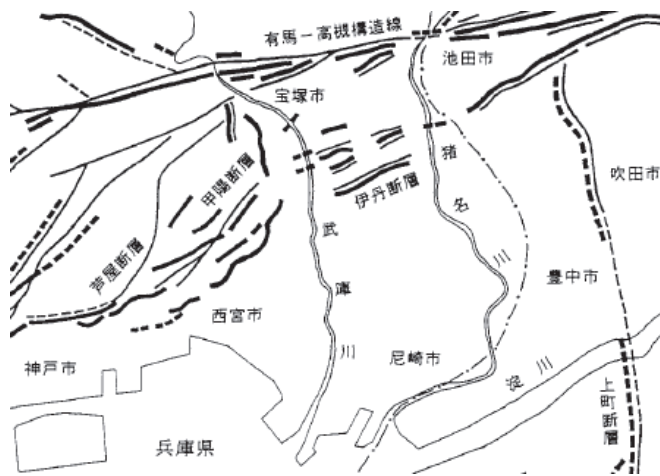 有馬－高槻構造線
池田市
宝塚市
猪名川
吹田市
甲陽断層
伊丹断層
芦屋断層
武庫川
豊中市
西宮市
尼崎市
淀川
神戸市
上町断層
兵庫県